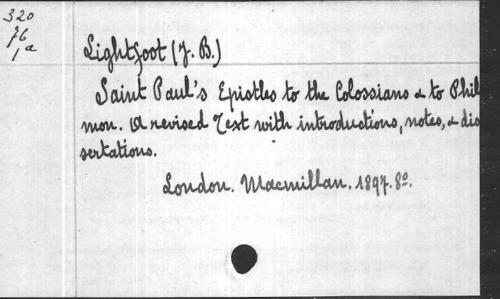 320
76
1a
Lightfoot (J. B.)
Saint Paul's Epistles to the Colossians & to Phil
mon. A revised Text with introductions, notes, & dis
sertations.
London. Macmillan. 1897. 8º.